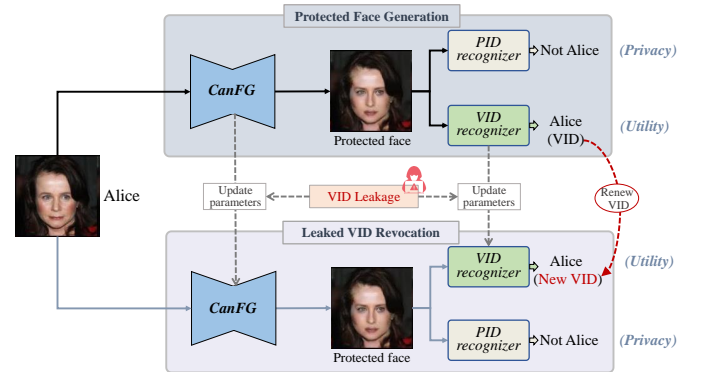 Protected Face Generation
CanFG
Protected face
PID
recognizer
Not Alice
(Privacy)
VID
recognizer
Alice
(VID)
(Utility)
Alice
Update
parameters
VID Leakage
Update
parameters
Renew
VID
Leaked VID Revocation
CanFG
Protected face
VID
recognizer
Alice
(New VID)
(Utility)
PID
recognizer
Not Alice
(Privacy)